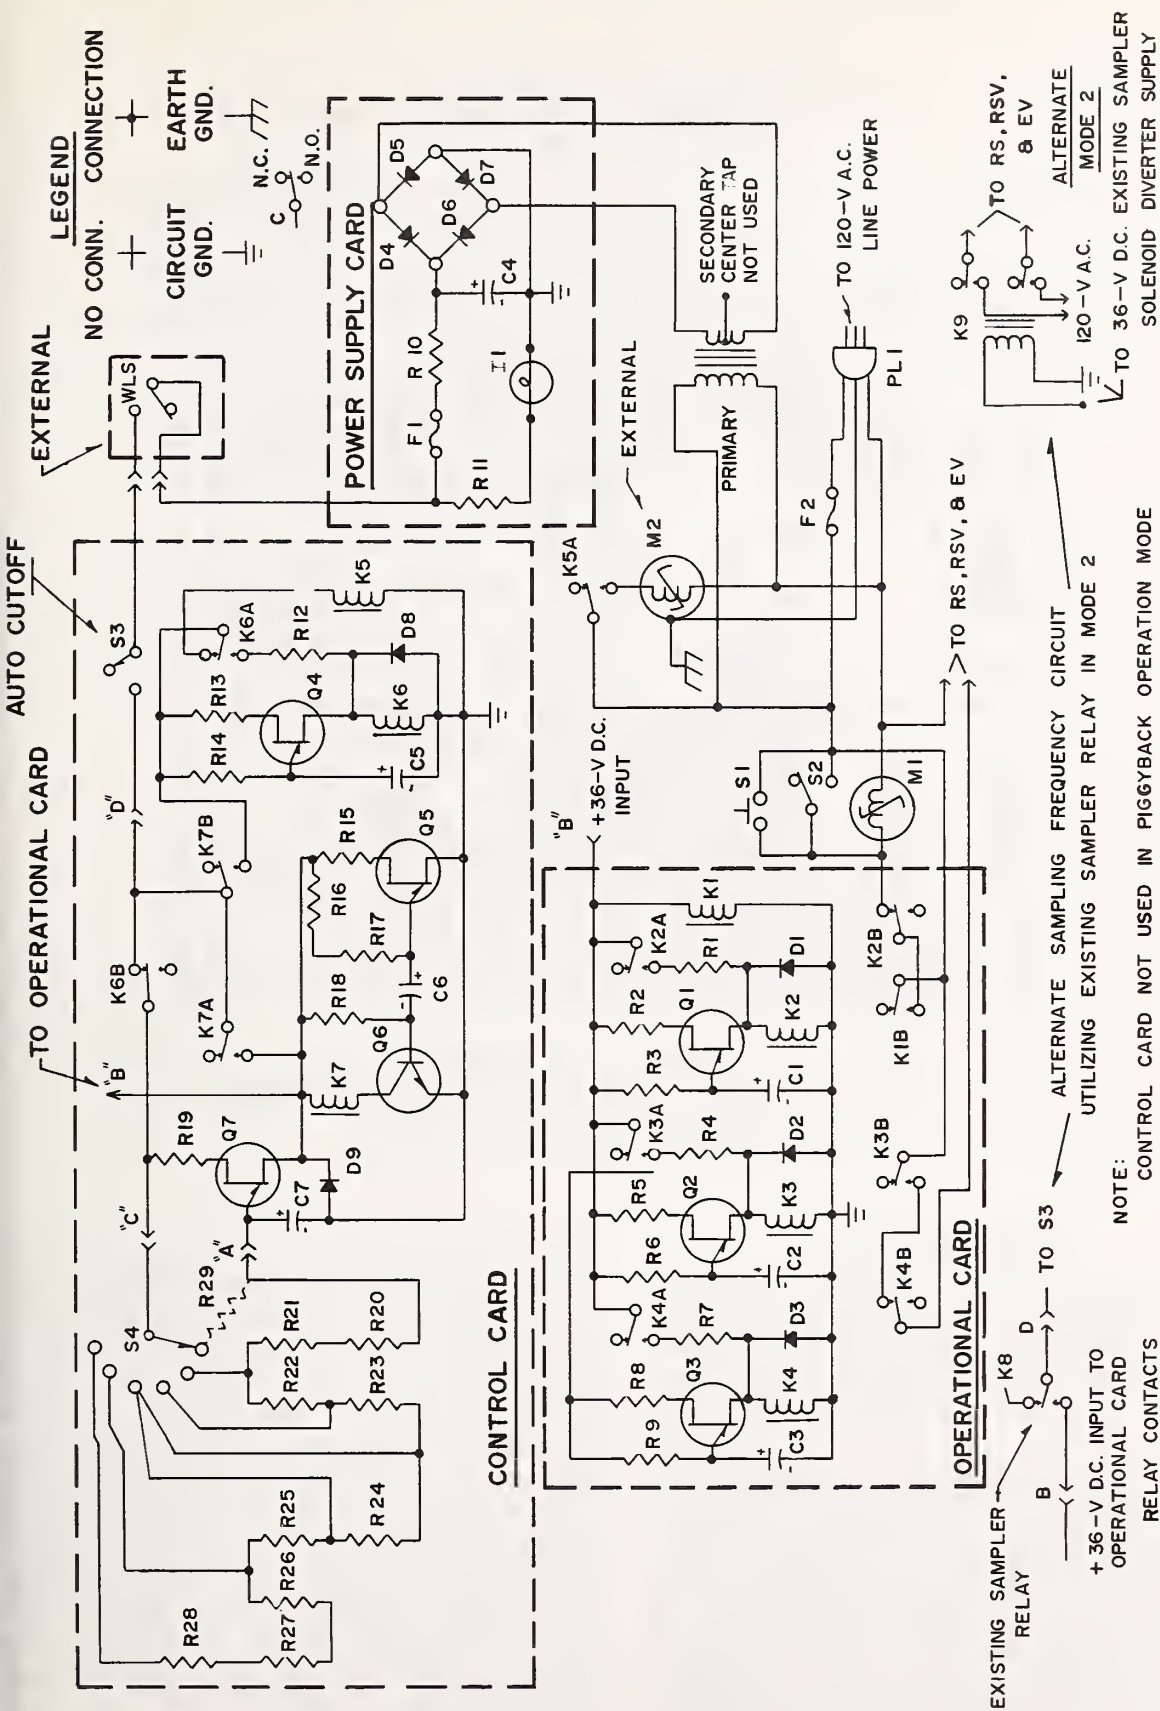 AUTO CUTOFF
TO OPERATIONAL CARD
EXTERNAL
LEGEND
NO CONN.
CONNECTION
CIRCUIT
GND.
EARTH
GND.
C
N.C.
N.O.
CONTROL CARD
S4
R28
R27
R26
R25
R24
R23
R22
R21
R20
R29
"A"
"C"
R19
Q7
C7
+
-
D9
"B"
K7
Q6
K7A
K6B
R18
R17
R16
R15
C6
+
-
Q5
K7B
"D"
R14
R13
Q4
C5
+
-
K6
D8
R12
K6A
K5
S3
WLS
POWER SUPPLY CARD
F1
R10
R11
I1
C4
+
-
D4
D5
D6
D7
OPERATIONAL CARD
R9
R8
Q3
C3
+
-
K4
D3
R7
K4A
R6
R5
Q2
C2
+
-
K3
D2
R4
K3A
R3
R2
Q1
C1
+
-
K2
D1
R1
K2A
K1
K4B
K3B
K1B
K2B
"B"
+36-V D.C.
INPUT
S1
S2
M1
K5A
M2
EXTERNAL
PRIMARY
SECONDARY
CENTER TAP
NOT USED
F2
PL1
TO 120-V A.C.
LINE POWER
TO RS, RSV, & EV
K9
TO RS, RSV,
& EV
120-V A.C.
ALTERNATE
MODE 2
TO 36-V D.C. EXISTING SAMPLER
SOLENOID DIVERTER SUPPLY
EXISTING SAMPLER
RELAY
K8
D
TO S3
B
+36-V D.C. INPUT TO
OPERATIONAL CARD
ALTERNATE SAMPLING FREQUENCY CIRCUIT
UTILIZING EXISTING SAMPLER RELAY IN MODE 2
NOTE:
CONTROL CARD NOT USED IN PIGGYBACK OPERATION MODE
RELAY CONTACTS